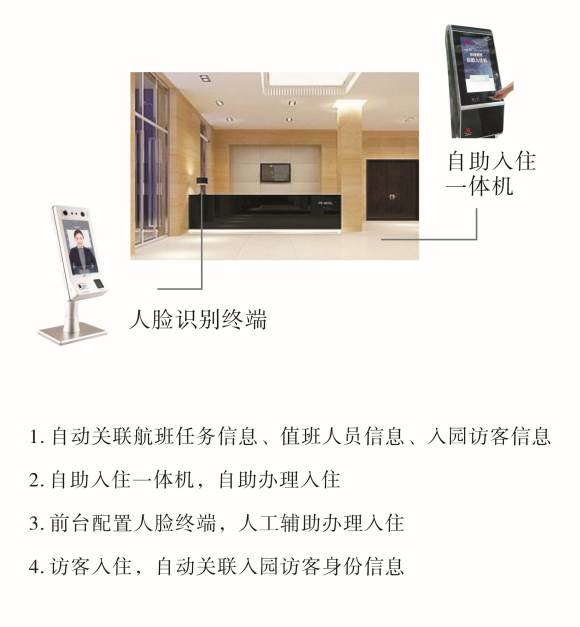 自助入住
自助入住
一体机
人脸识别终端
1. 自动关联航班任务信息、值班人员信息、入园访客信息
2. 自助入住一体机，自助办理入住
3. 前台配置人脸终端，人工辅助办理入住
4. 访客入住，自动关联入园访客身份信息